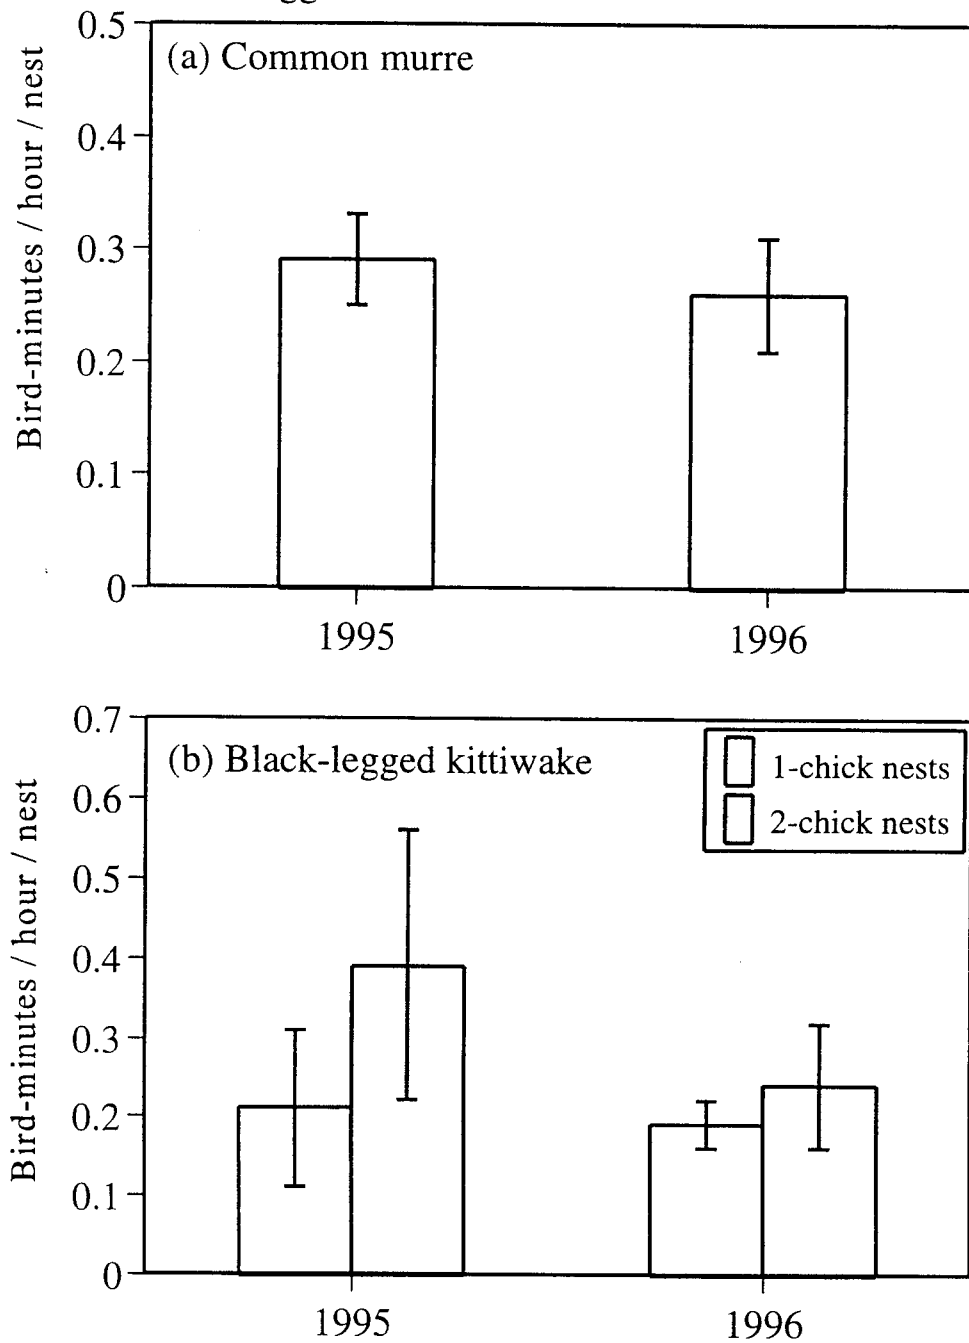 gg
0.5
(a) Common murre
0.4
0.3
0.2
0.1
0
Bird-minutes / hour / nest
1995 1996
0.7
(b) Black-legged kittiwake
1-chick nests
2-chick nests
0.6
0.5
0.4
0.3
0.2
0.1
0
Bird-minutes / hour / nest
1995 1996